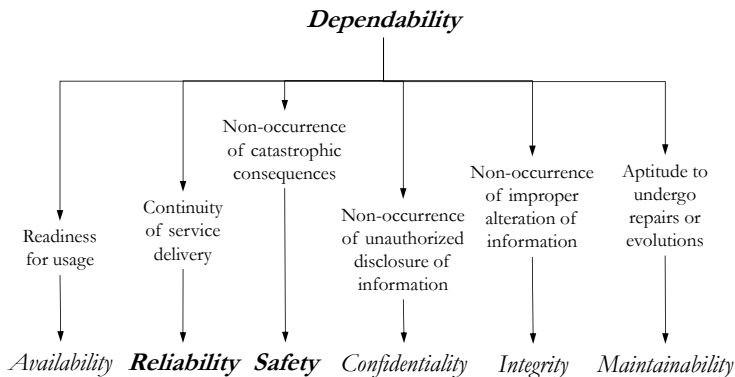 Dependability
Readiness
for usage
Continuity
of service
delivery
Non-occurrence
of catastrophic
consequences
Non-occurrence
of unauthorized
disclosure of
information
Non-occurrence
of improper
alteration of
information
Aptitude to
undergo
repairs or
evolutions
Availability
Reliability
Safety
Confidentiality
Integrity
Maintainability